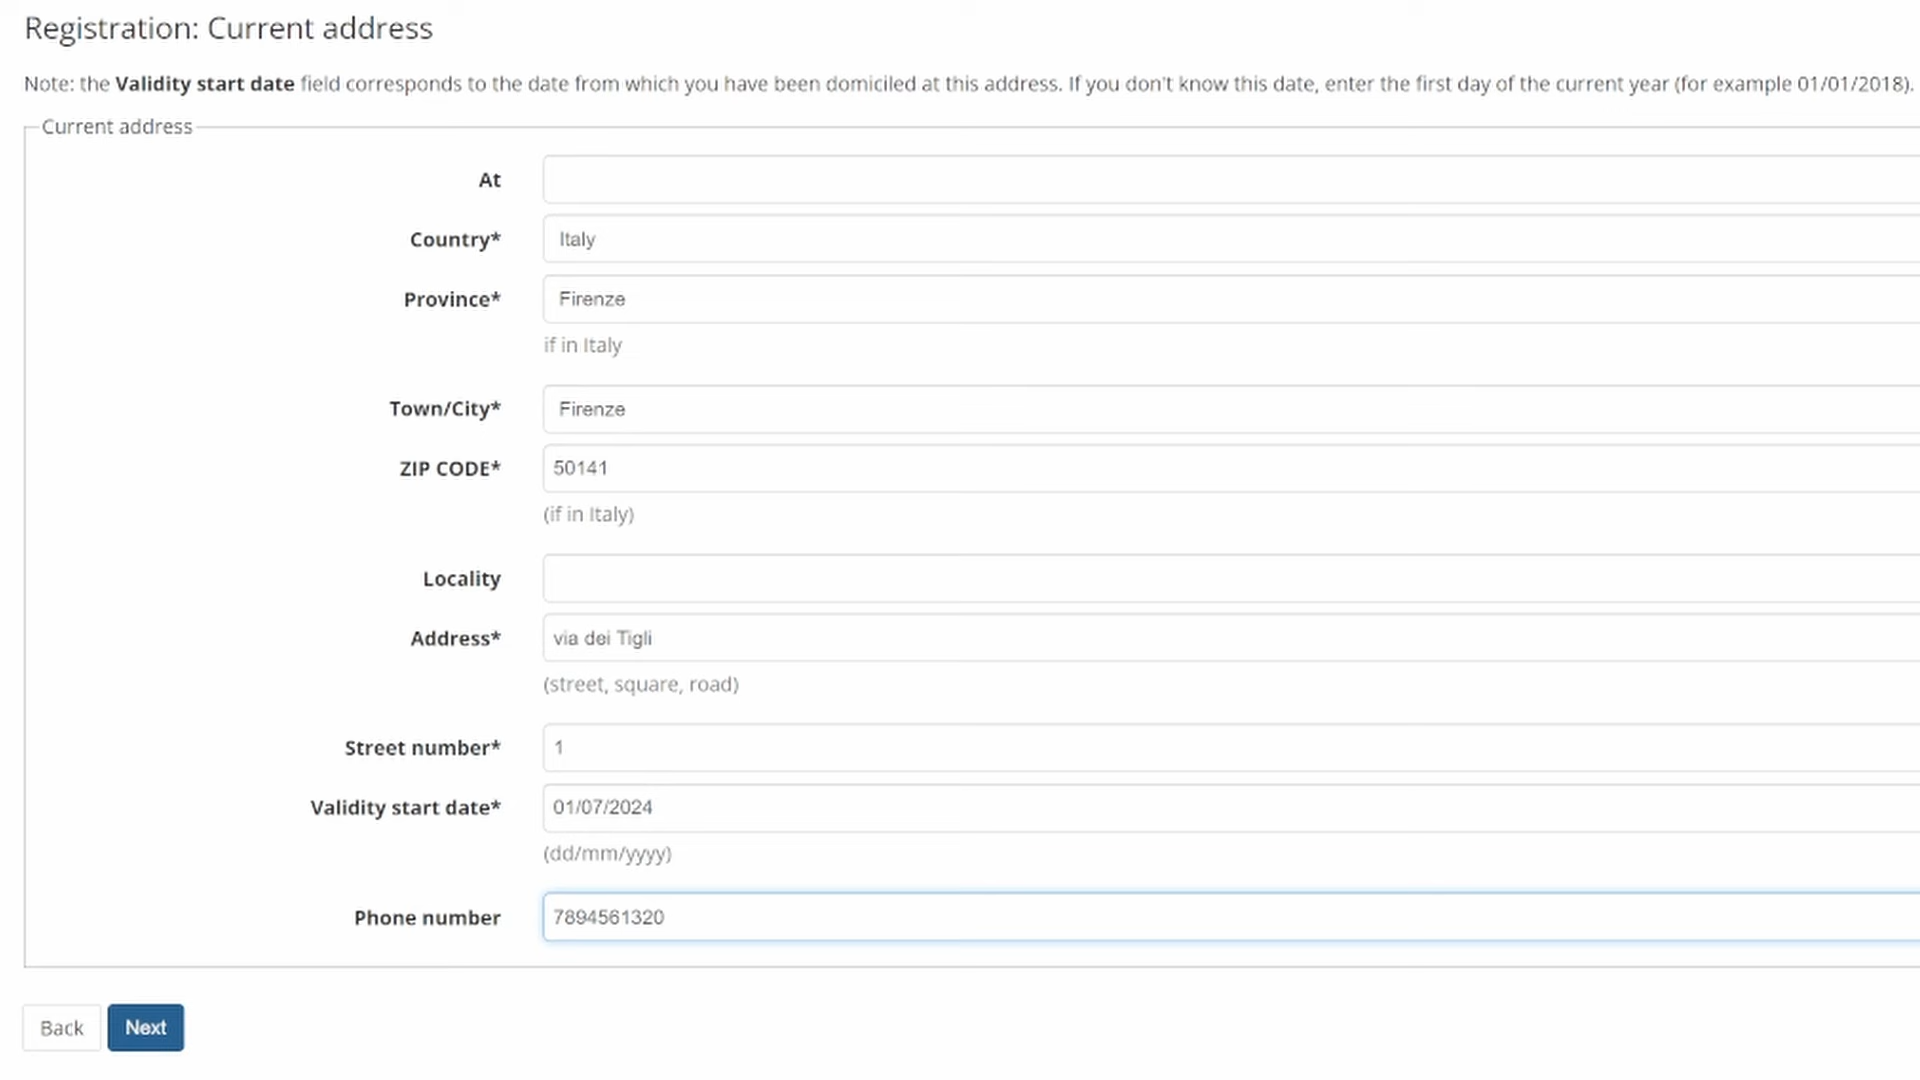 Registration: Current address
Note: the Validity start date field corresponds to the date from which you have been domiciled at this address. If you don't know this date, enter the first day of the current year (for example 01/01/2018).
Current address
At
Country* Italy
Province* Firenze
if in Italy
Town/City* Firenze
ZIP CODE* 50141
(if in Italy)
Locality
Address* via dei Tigli
(street, square, road)
Street number* 1
Validity start date* 01/07/2024
(dd/mm/yyyy)
Phone number 7894561320
Back Next